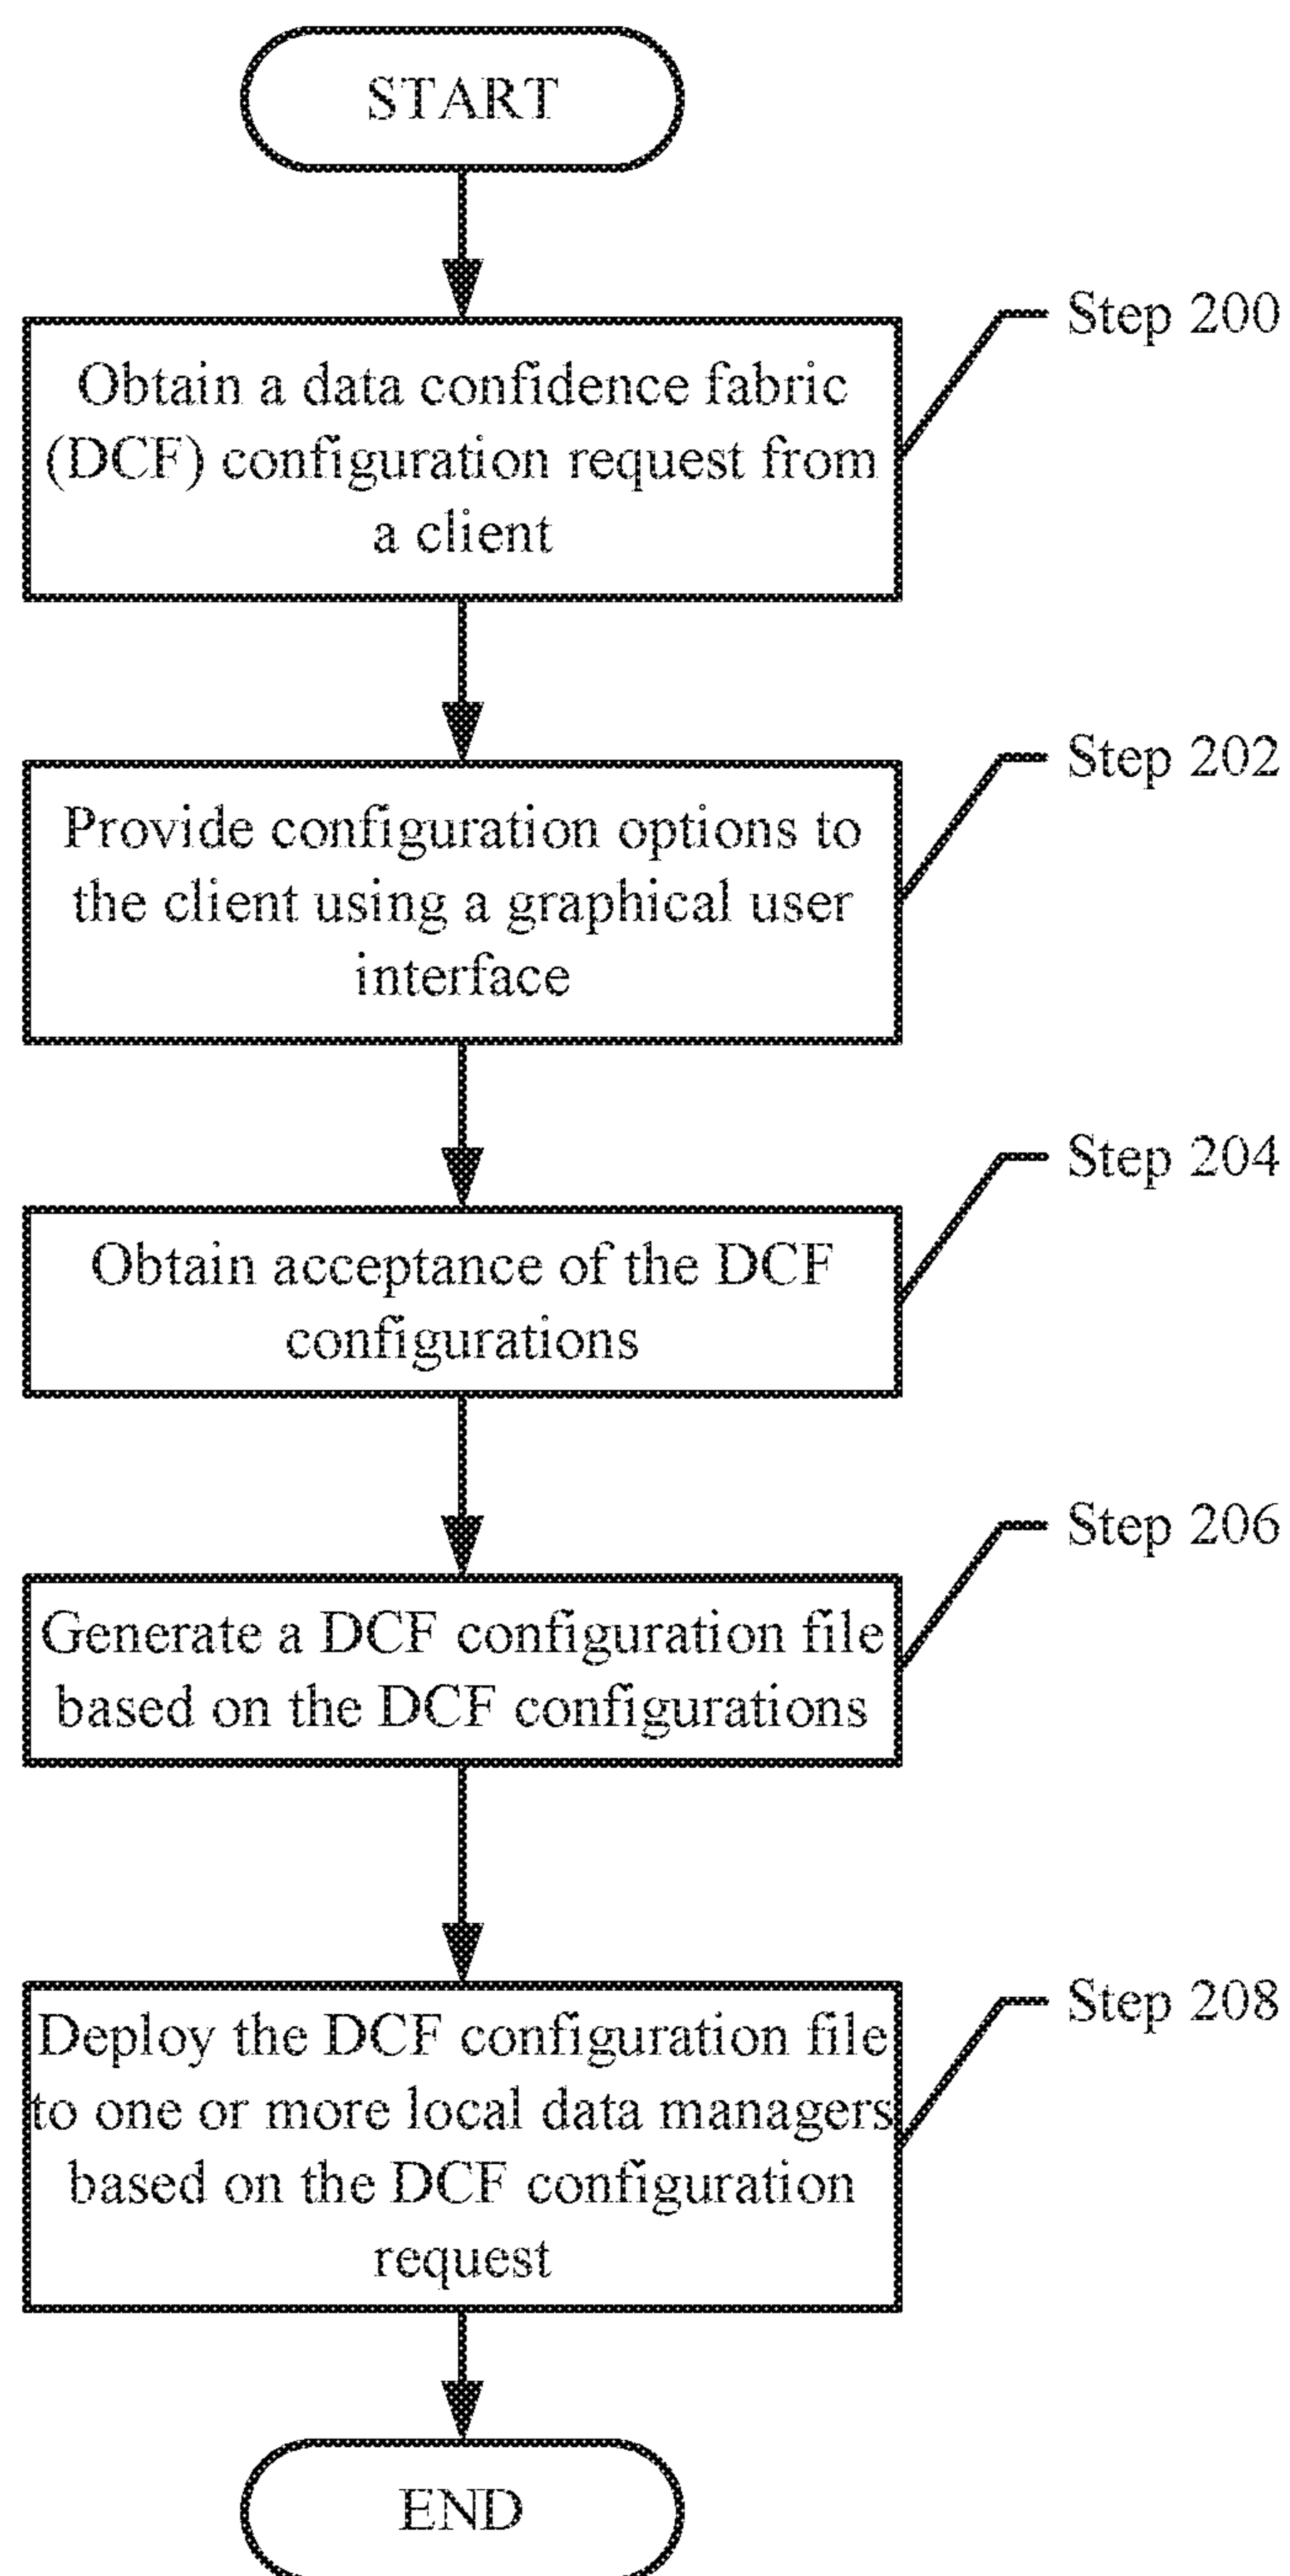 START
Step 200
Obtain a data confidence fabric
(DCF) configuration request from
a client
Step 202
Provide configuration options to
the client using a graphical user
interface
Step 204
Obtain acceptance of the DCF
configurations
Step 206
Generate a DCF configuration file
based on the DCF configurations
Step 208
Deploy the DCF configuration file
to one or more local data managers
based on the DCF configuration
request
END